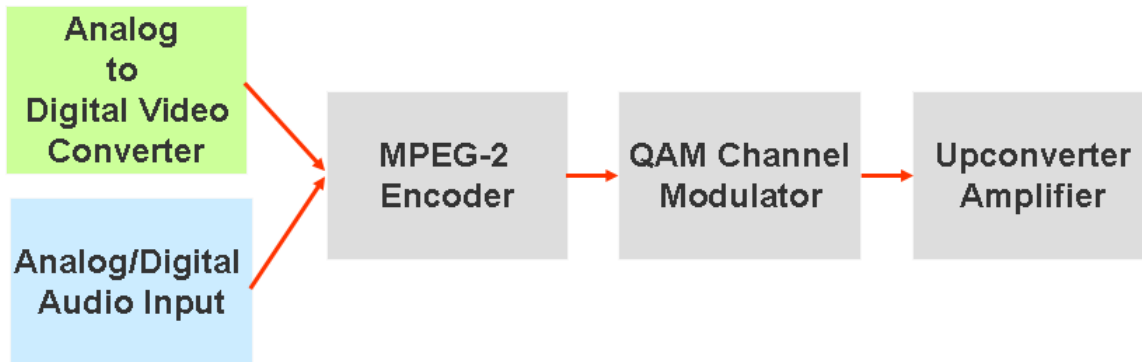 Analog
to
Digital Video
Converter
Analog/Digital
Audio Input
MPEG-2
Encoder
QAM Channel
Modulator
Upconverter
Amplifier